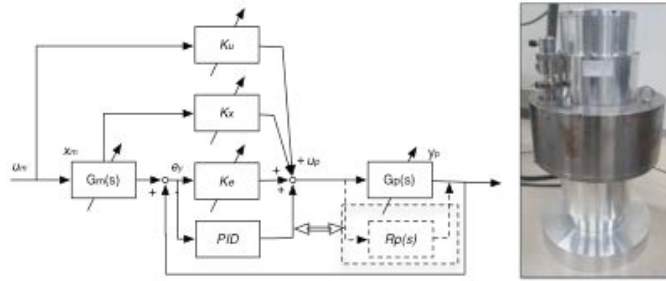 Ku
Kx
um
xm
Gm(s)
+
-
ey
Ke
+
+
+ up
Gp(s)
yp
PID
Rp(s)